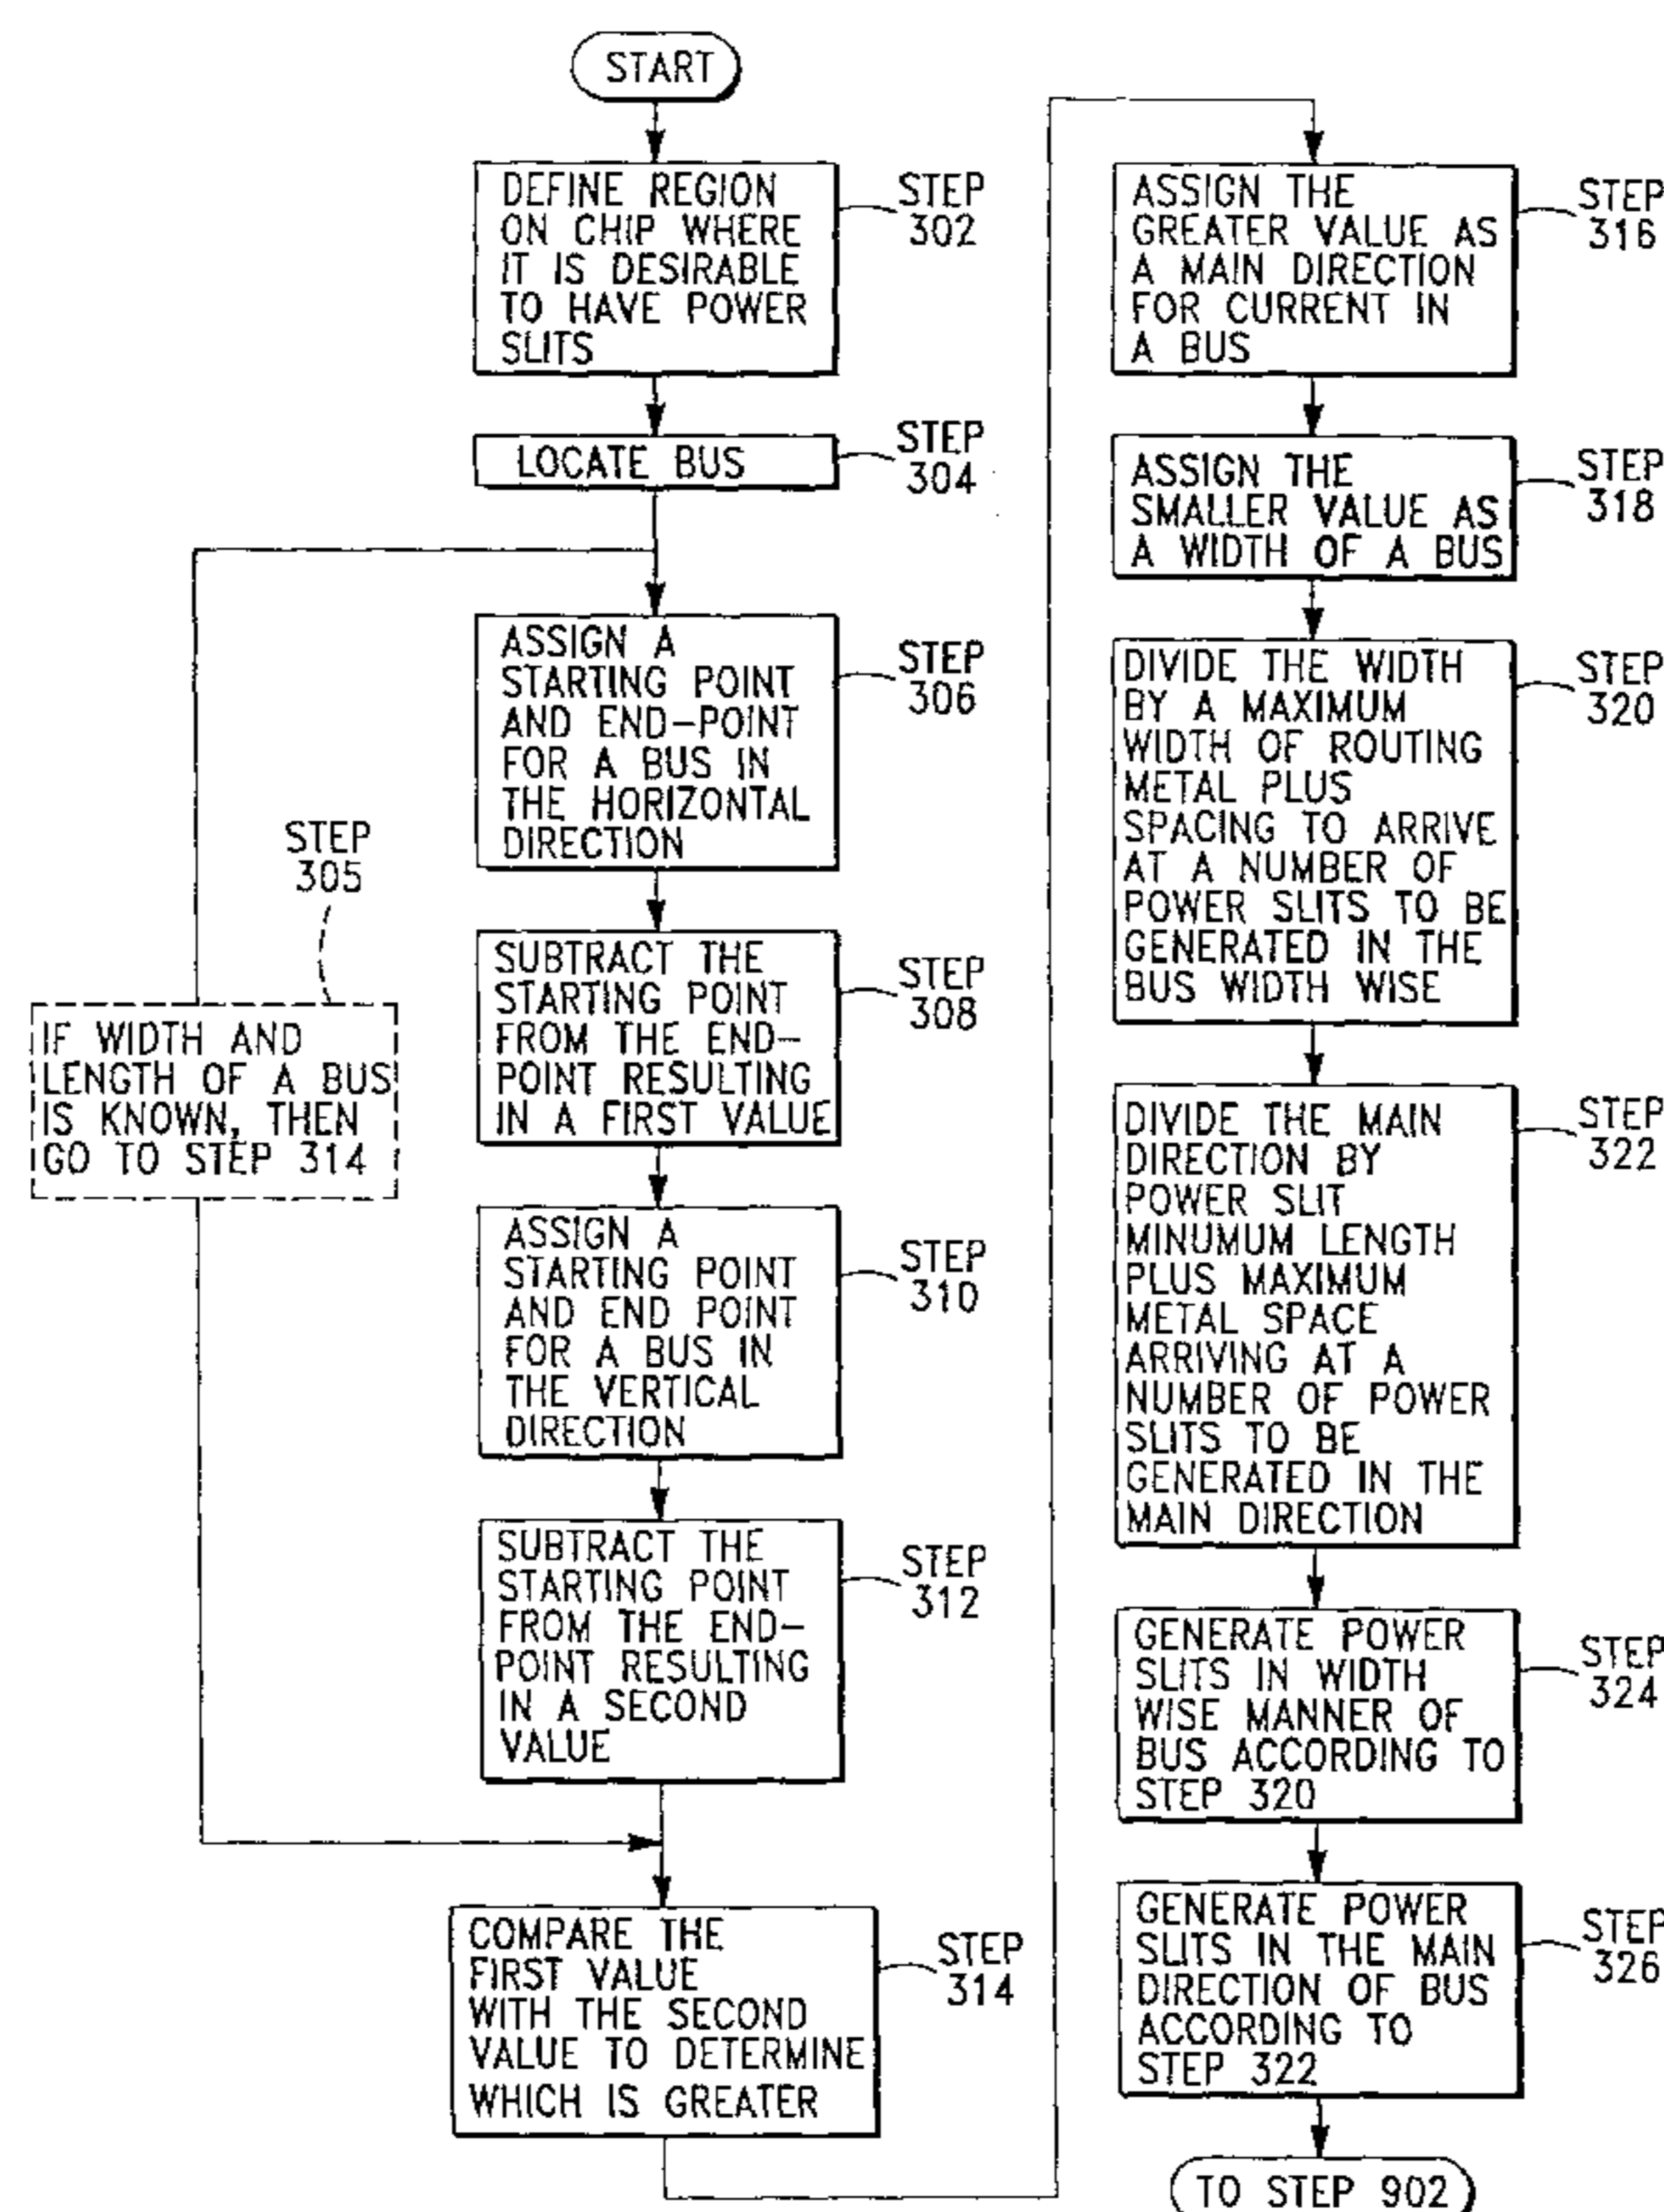 START
DEFINE REGION
ON CHIP WHERE
IT IS DESIRABLE
TO HAVE POWER
SLITS
STEP
302
LOCATE BUS
STEP
304
STEP
305
IF WIDTH AND
LENGTH OF A BUS
IS KNOWN, THEN
GO TO STEP 314
ASSIGN A
STARTING POINT
AND END-POINT
FOR A BUS IN
THE HORIZONTAL
DIRECTION
STEP
306
SUBTRACT THE
STARTING POINT
FROM THE END-
POINT RESULTING
IN A FIRST VALUE
STEP
308
ASSIGN A
STARTING POINT
AND END POINT
FOR A BUS IN
THE VERTICAL
DIRECTION
STEP
310
SUBTRACT THE
STARTING POINT
FROM THE END-
POINT RESULTING
IN A SECOND
VALUE
STEP
312
COMPARE THE
FIRST VALUE
WITH THE SECOND
VALUE TO DETERMINE
WHICH IS GREATER
STEP
314
ASSIGN THE
GREATER VALUE AS
A MAIN DIRECTION
FOR CURRENT IN
A BUS
STEP
316
ASSIGN THE
SMALLER VALUE AS
A WIDTH OF A BUS
STEP
318
DIVIDE THE WIDTH
BY A MAXIMUM
WIDTH OF ROUTING
METAL PLUS
SPACING TO ARRIVE
AT A NUMBER OF
POWER SLITS TO BE
GENERATED IN THE
BUS WIDTH WISE
STEP
320
DIVIDE THE MAIN
DIRECTION BY
POWER SLIT
MINUMUM LENGTH
PLUS MAXIMUM
METAL SPACE
ARRIVING AT A
NUMBER OF POWER
SLITS TO BE
GENERATED IN THE
MAIN DIRECTION
STEP
322
GENERATE POWER
SLITS IN WIDTH
WISE MANNER OF
BUS ACCORDING TO
STEP 320
STEP
324
GENERATE POWER
SLITS IN THE MAIN
DIRECTION OF BUS
ACCORDING TO
STEP 322
STEP
326
TO STEP 902